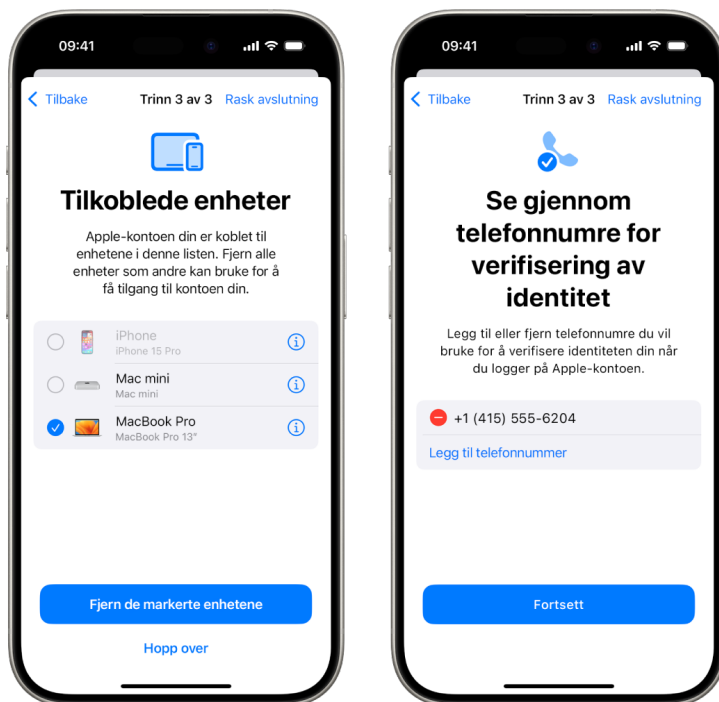 09:41
Tilbake
Trinn 3 av 3
Rask avslutning
Tilkoblede enheter
Apple-kontoen din er koblet til
enhetene i denne listen. Fjern alle
enheter som andre kan bruke for å
få tilgang til kontoen din.
iPhone
iPhone 15 Pro
Mac mini
Mac mini
MacBook Pro
MacBook Pro 13"
Fjern de markerte enhetene
Hopp over
09:41
Tilbake
Trinn 3 av 3
Rask avslutning
Se gjennom
telefonnumre for
verifisering av
identitet
Legg til eller fjern telefonnumre du vil
bruke for å verifisere identiteten din når
du logger på Apple-kontoen.
+1 (415) 555-6204
Legg til telefonnummer
Fortsett